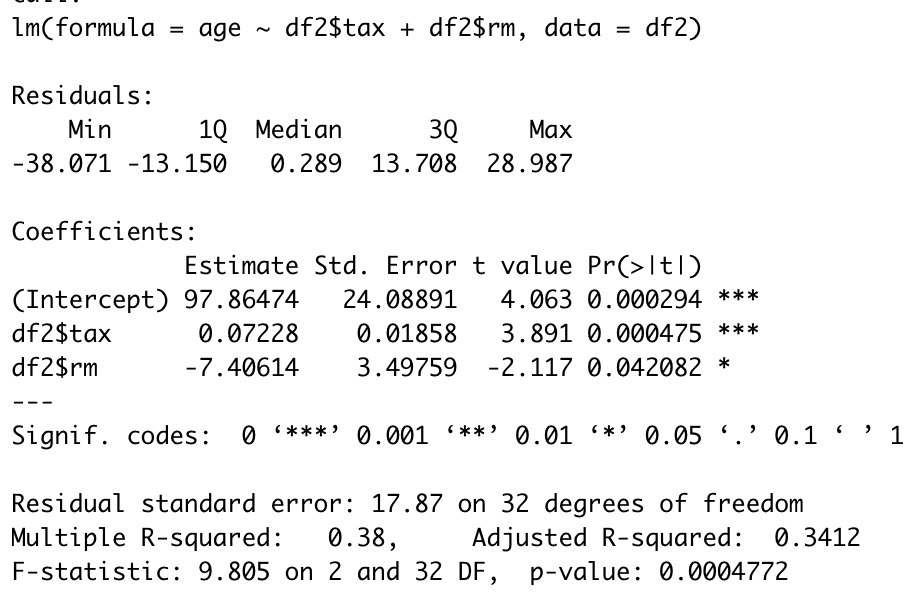 lm(formula = age ~ df2$tax + df2$rm, data = df2)
Residuals:
Min 1Q Median 3Q Max
-38.071 -13.150 0.289 13.708 28.987
Coefficients:
Estimate Std. Error t value Pr(>|t|)
(Intercept) 97.86474 24.08891 4.063 0.000294 ***
df2$tax 0.07228 0.01858 3.891 0.000475 ***
df2$rm -7.40614 3.49759 -2.117 0.042082 *
---
Signif. codes: 0 ‘***’ 0.001 ‘**’ 0.01 ‘*’ 0.05 ‘.’ 0.1 ‘ ’ 1
Residual standard error: 17.87 on 32 degrees of freedom
Multiple R-squared: 0.38, Adjusted R-squared: 0.3412
F-statistic: 9.805 on 2 and 32 DF, p-value: 0.0004772